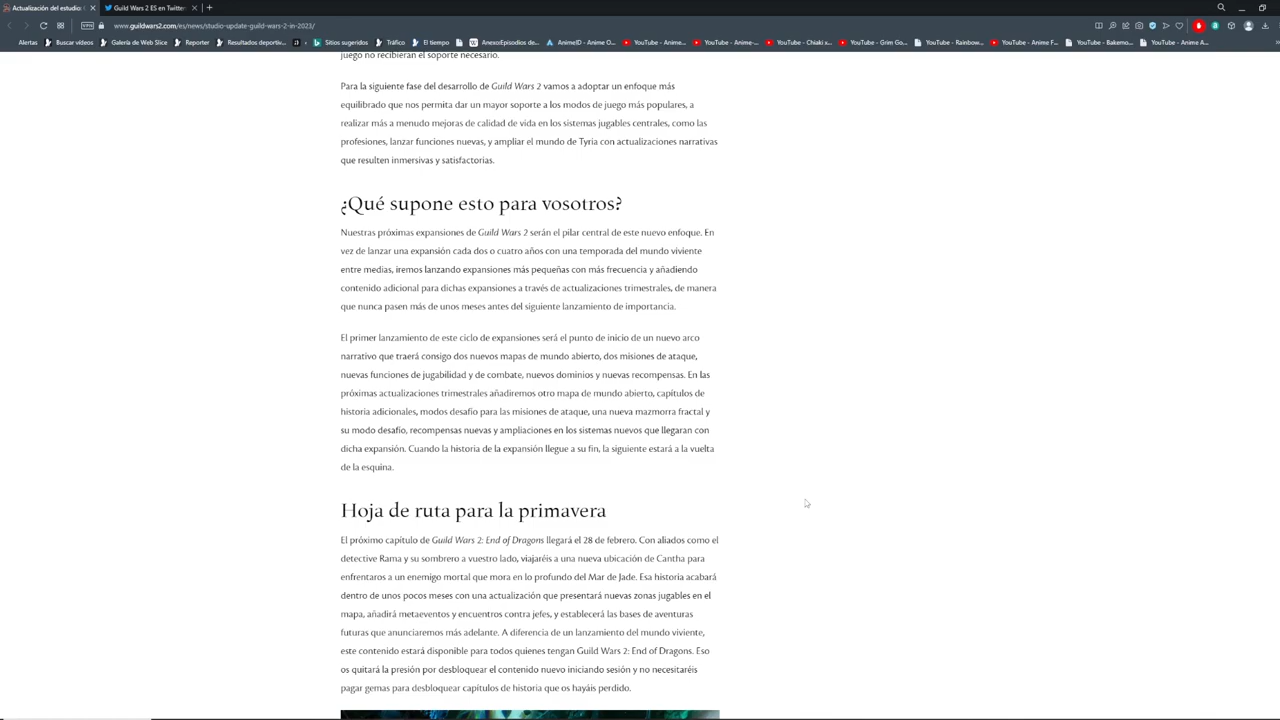 Actualización del estudio:
Guild Wars 2 ES en Twitter
VPN
www.guildwars2.com/es/news/studio-update-guild-wars-2-in-2023/
Alertas
Buscar vídeos
Galería de Web Slice
Reporter
Resultados deportiv...
Sitios sugeridos
Tráfico
El tiempo
Anexo:Episodios do...
AnimeID - Anime O...
YouTube - Anime...
YouTube - Anime-...
YouTube - Chiaki x...
YouTube - Grim Go...
YouTube - Rainbow...
YouTube - Anime F...
YouTube - Bakemo...
YouTube - Anime A...
juego no recibieran el soporte necesario.
Para la siguiente fase del desarrollo de Guild Wars 2 vamos a adoptar un enfoque más
equilibrado que nos permita dar un mayor soporte a los modos de juego más populares, a
realizar más a menudo mejoras de calidad de vida en los sistemas jugables centrales, como las
profesiones, lanzar funciones nuevas, y ampliar el mundo de Tyria con actualizaciones narrativas
que resulten inmersivas y satisfactorias.
¿Qué supone esto para vosotros?
Nuestras próximas expansiones de Guild Wars 2 serán el pilar central de este nuevo enfoque. En
vez de lanzar una expansión cada dos o cuatro años con una temporada del mundo viviente
entre medias, iremos lanzando expansiones más pequeñas con más frecuencia y añadiendo
contenido adicional para dichas expansiones a través de actualizaciones trimestrales, de manera
que nunca pasen más de unos meses antes del siguiente lanzamiento de importancia.
El primer lanzamiento de este ciclo de expansiones será el punto de inicio de un nuevo arco
narrativo que traerá consigo dos nuevos mapas de mundo abierto, dos misiones de ataque,
nuevas funciones de jugabilidad y de combate, nuevos dominios y nuevas recompensas. En las
próximas actualizaciones trimestrales añadiremos otro mapa de mundo abierto, capítulos de
historia adicionales, modos desafío para las misiones de ataque, una nueva mazmorra fractal y
su modo desafío, recompensas nuevas y ampliaciones en los sistemas nuevos que llegaran con
dicha expansión. Cuando la historia de la expansión llegue a su fin, la siguiente estará a la vuelta
de la esquina.
Hoja de ruta para la primavera
El próximo capítulo de Guild Wars 2: End of Dragons llegará el 28 de febrero. Con aliados como el
detective Rama y su sombrero a vuestro lado, viajaréis a una nueva ubicación de Cantha para
enfrentaros a un enemigo mortal que mora en lo profundo del Mar de Jade. Esa historia acabará
dentro de unos pocos meses con una actualización que presentará nuevas zonas jugables en el
mapa, añadirá metaeventos y encuentros contra jefes, y establecerá las bases de aventuras
futuras que anunciaremos más adelante. A diferencia de un lanzamiento del mundo viviente,
este contenido estará disponible para todos quienes tengan Guild Wars 2: End of Dragons. Eso
os quitará la presión por desbloquear el contenido nuevo iniciando sesión y no necesitaréis
pagar gemas para desbloquear capítulos de historia que os hayáis perdido.